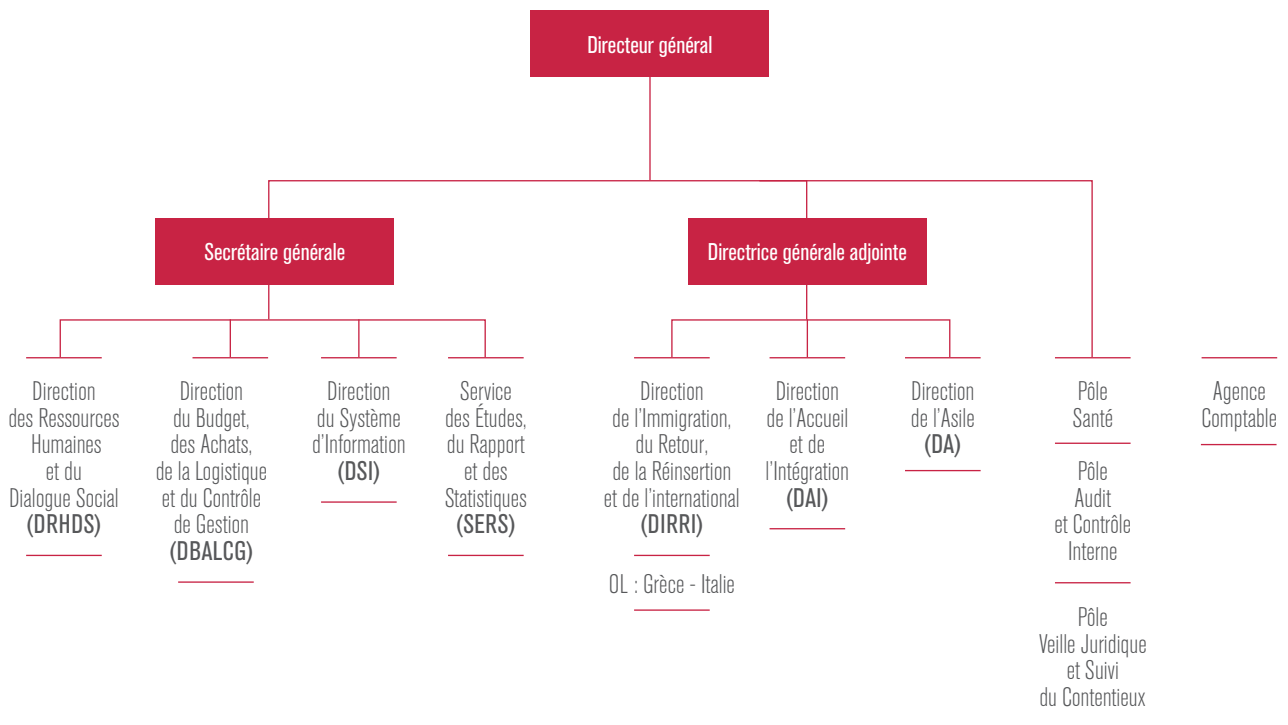 Directeur général
Secrétaire générale
Directrice générale adjointe
Direction
des Ressources
Humaines
et du
Dialogue Social
(DRHDS)
Direction
du Budget,
des Achats,
de la Logistique
et du Contrôle
de Gestion
(DBALCG)
Direction
du Système
d'Information
(DSI)
Service
des Études,
du Rapport
et des
Statistiques
(SERS)
Direction
de l'Immigration,
du Retour,
de la Réinsertion
et de l'international
(DIRRI)
OL : Grèce - Italie
Direction
de l'Accueil
et de
l'Intégration
(DAI)
Direction
de l'Asile
(DA)
Pôle
Santé
Pôle
Audit
et Contrôle
Interne
Pôle
Veille Juridique
et Suivi
du Contentieux
Agence
Comptable